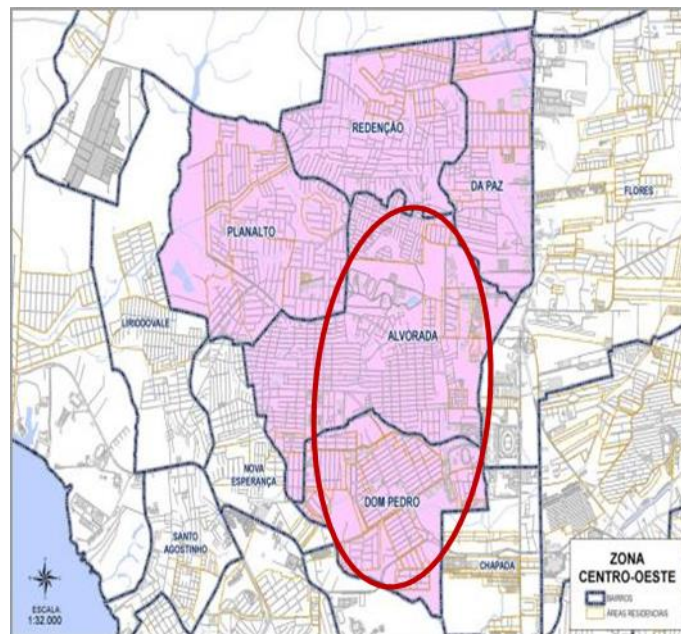 REDENÇÃO
DA PAZ
FLORES
PLANALTO
LÍRIODOVALE
ALVORADA
NOVA
ESPERANÇA
DOM PEDRO
SANTO
AGOSTINHO
CHAPADA
ESCALA
1:32.000
ZONA
CENTRO-OESTE
BAIRROS
ÁREAS RESIDENCIAIS